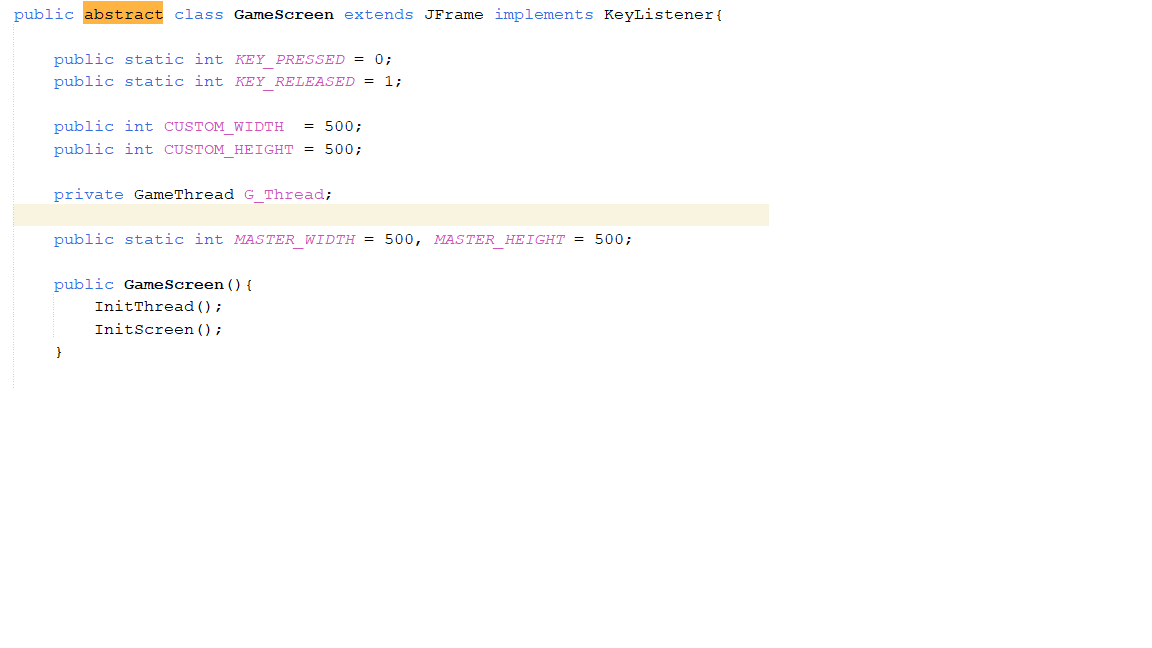 public abstract class GameScreen extends JFrame implements KeyListener{
public static int KEY_PRESSED = 0;
public static int KEY_RELEASED = 1;
public int CUSTOM_WIDTH  = 500;
public int CUSTOM_HEIGHT = 500;
private GameThread G_Thread;
public static int MASTER_WIDTH = 500, MASTER_HEIGHT = 500;
public GameScreen(){
InitThread();
InitScreen();
}